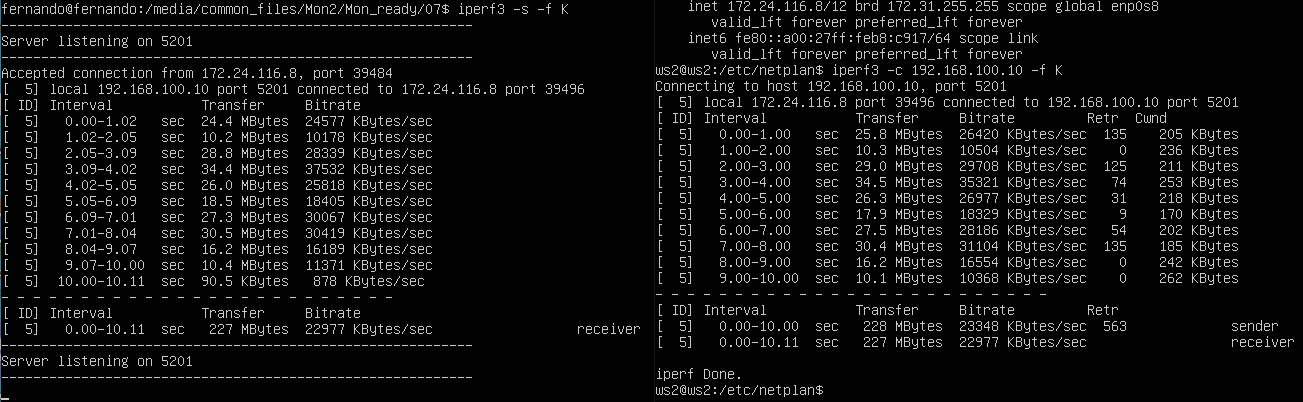 fernando@fernando:/media/common_files/Mon2/Mon_ready/07$ iperf3 -s -f K
-----------------------------------------------------------
Server listening on 5201
-----------------------------------------------------------
Accepted connection from 172.24.116.8, port 39484
[  5] local 192.168.100.10 port 5201 connected to 172.24.116.8 port 39496
[ ID] Interval           Transfer     Bitrate
[  5]   0.00-1.02   sec  24.4 MBytes  24577 KBytes/sec
[  5]   1.02-2.05   sec  10.2 MBytes  10178 KBytes/sec
[  5]   2.05-3.09   sec  28.8 MBytes  28339 KBytes/sec
[  5]   3.09-4.02   sec  34.4 MBytes  37532 KBytes/sec
[  5]   4.02-5.05   sec  26.0 MBytes  25818 KBytes/sec
[  5]   5.05-6.09   sec  18.5 MBytes  18405 KBytes/sec
[  5]   6.09-7.01   sec  27.3 MBytes  30067 KBytes/sec
[  5]   7.01-8.04   sec  30.5 MBytes  30419 KBytes/sec
[  5]   8.04-9.07   sec  16.2 MBytes  16189 KBytes/sec
[  5]   9.07-10.00  sec  10.4 MBytes  11371 KBytes/sec
[  5]  10.00-10.11  sec  90.5 KBytes   878 KBytes/sec
- - - - - - - - - - - - - - - - - - - - - - - - -
[ ID] Interval           Transfer     Bitrate
[  5]   0.00-10.11  sec   227 MBytes  22977 KBytes/sec                  receiver
-----------------------------------------------------------
Server listening on 5201
-----------------------------------------------------------
inet 172.24.116.8/12 brd 172.31.255.255 scope global enp0s8
valid_lft forever preferred_lft forever
inet6 fe80::a00:27ff:feb8:c917/64 scope link
valid_lft forever preferred_lft forever
ws2@ws2:/etc/netplan$ iperf3 -c 192.168.100.10 -f K
Connecting to host 192.168.100.10, port 5201
[  5] local 172.24.116.8 port 39496 connected to 192.168.100.10 port 5201
[ ID] Interval           Transfer     Bitrate         Retr  Cwnd
[  5]   0.00-1.00   sec  25.8 MBytes  26420 KBytes/sec  135    205 KBytes
[  5]   1.00-2.00   sec  10.3 MBytes  10504 KBytes/sec    0    236 KBytes
[  5]   2.00-3.00   sec  29.0 MBytes  29708 KBytes/sec  125    211 KBytes
[  5]   3.00-4.00   sec  34.5 MBytes  35321 KBytes/sec   74    253 KBytes
[  5]   4.00-5.00   sec  26.3 MBytes  26977 KBytes/sec   31    218 KBytes
[  5]   5.00-6.00   sec  17.9 MBytes  18329 KBytes/sec    9    170 KBytes
[  5]   6.00-7.00   sec  27.5 MBytes  28186 KBytes/sec   54    202 KBytes
[  5]   7.00-8.00   sec  30.4 MBytes  31104 KBytes/sec  135    185 KBytes
[  5]   8.00-9.00   sec  16.2 MBytes  16554 KBytes/sec    0    242 KBytes
[  5]   9.00-10.00  sec  10.1 MBytes  10368 KBytes/sec    0    262 KBytes
- - - - - - - - - - - - - - - - - - - - - - - - -
[ ID] Interval           Transfer     Bitrate         Retr
[  5]   0.00-10.00  sec   228 MBytes  23348 KBytes/sec  563             sender
[  5]   0.00-10.11  sec   227 MBytes  22977 KBytes/sec                  receiver
iperf Done.
ws2@ws2:/etc/netplan$